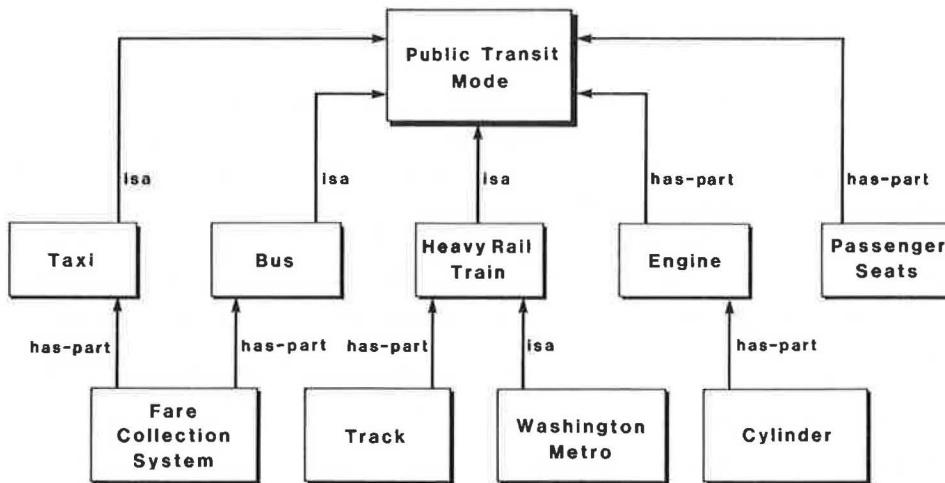 Public Transit
Mode
isa
isa
isa
has-part
has-part
Taxi
Bus
Heavy Rail
Train
Engine
Passenger
Seats
has-part
has-part
has-part
isa
has-part
Fare
Collection
System
Track
Washington
Metro
Cylinder